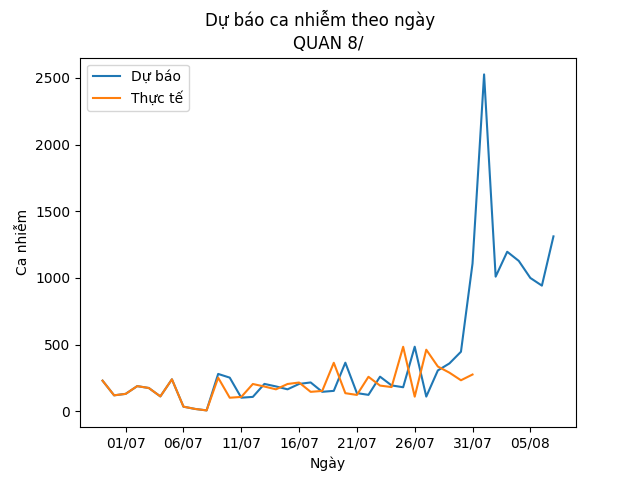 Dự báo ca nhiễm theo ngày
QUAN 8/
Dự báo
Thực tế
Ca nhiễm
2500
2000
1500
1000
500
0
01/07 06/07 11/07 16/07 21/07 26/07 31/07 05/08
Ngày